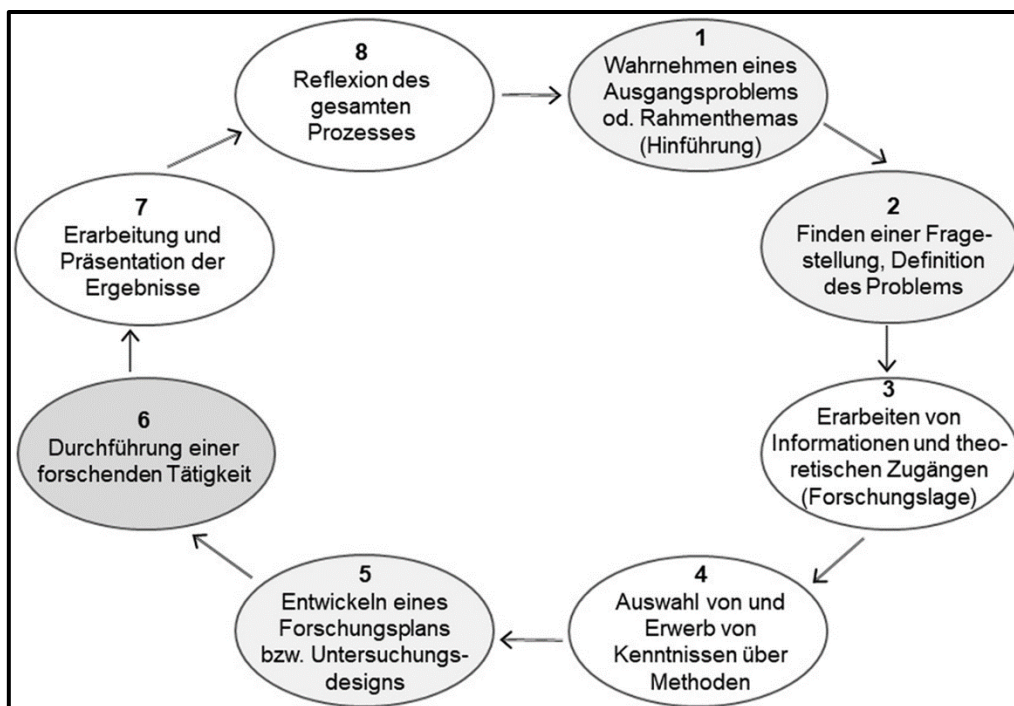 1
Wahrnehmen eines
Ausgangsproblems
od. Rahmenthemas
(Hinführung)
2
Finden einer Frage-
stellung, Definition
des Problems
3
Erarbeiten von
Informationen und theo-
retischen Zugängen
(Forschungslage)
4
Auswahl von und
Erwerb von
Kenntnissen über
Methoden
5
Entwickeln eines
Forschungsplans
bzw. Untersuchungs-
designs
6
Durchführung einer
forschenden Tätigkeit
7
Erarbeitung und
Präsentation der
Ergebnisse
8
Reflexion des
gesamten
Prozesses